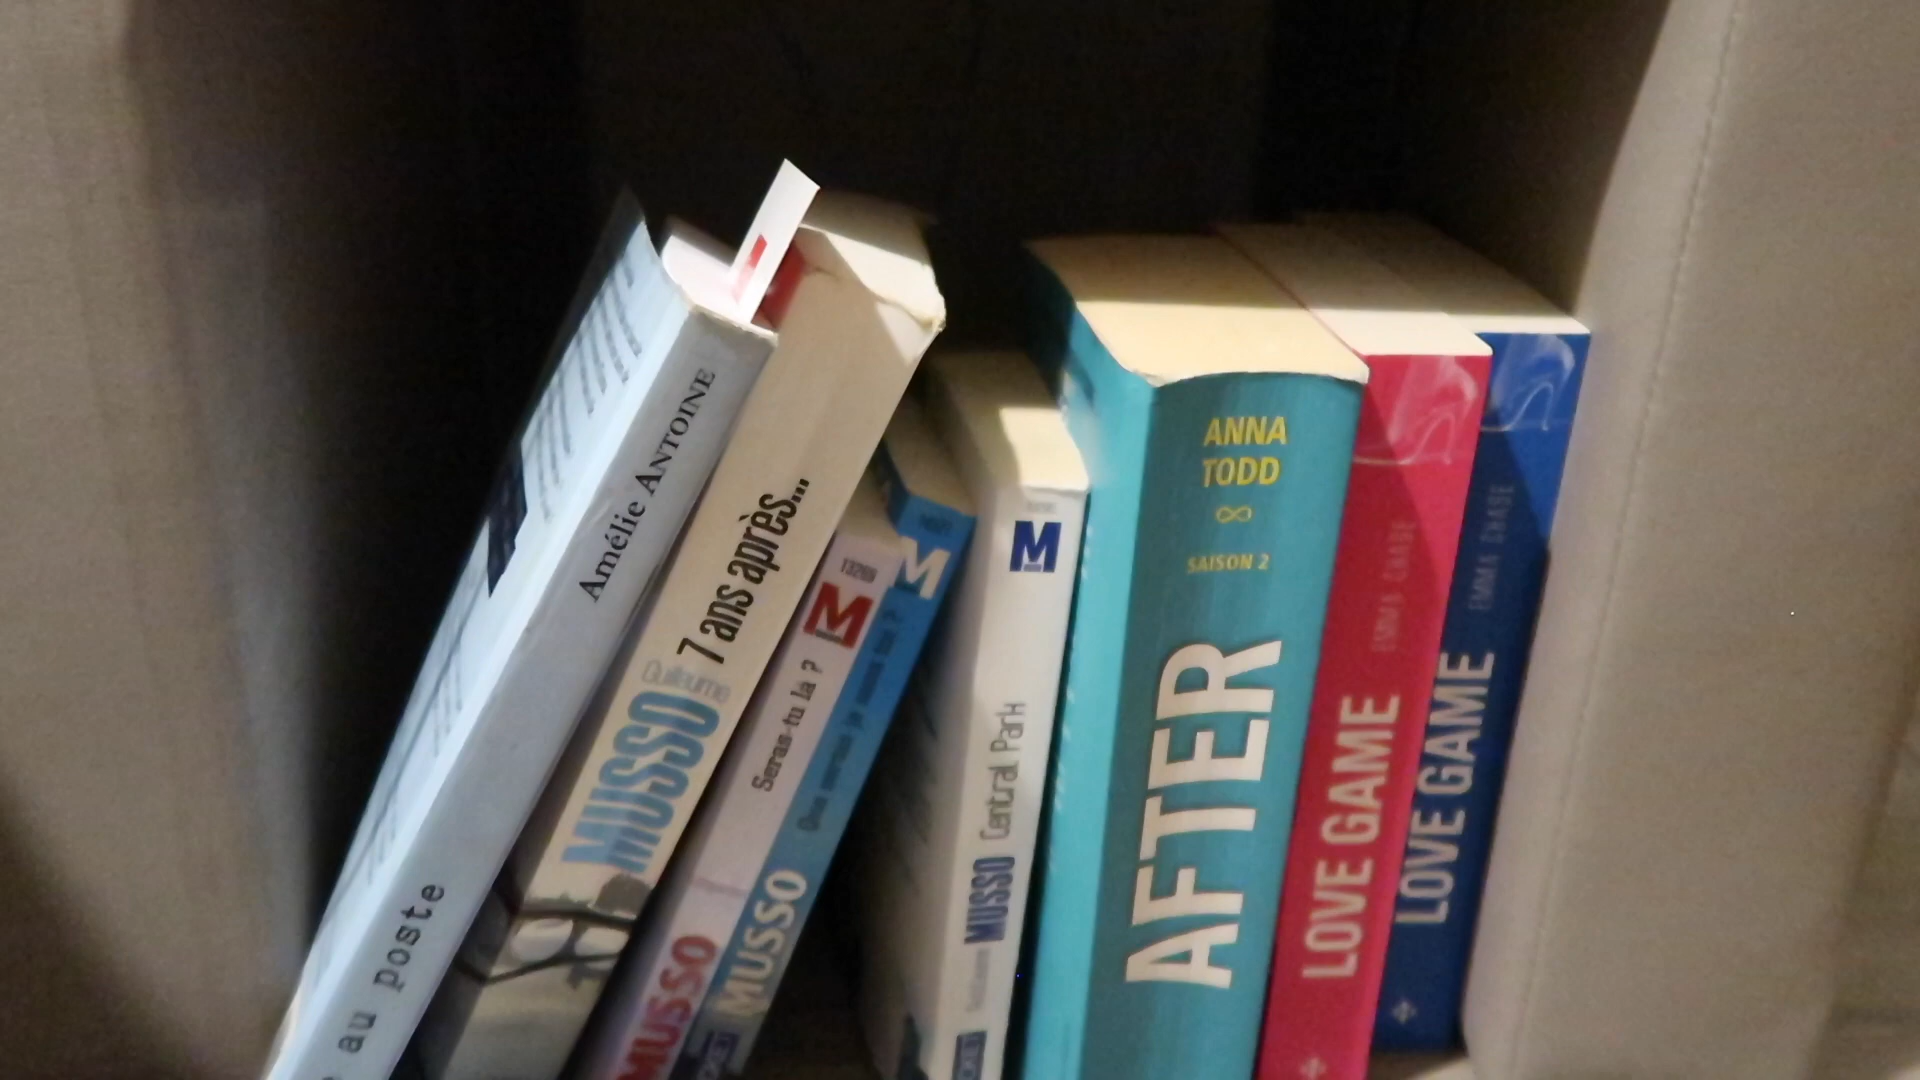 Amélie ANTOINE
au poste
7 ans après...
Guillaume
MUSSO
13269
M
Seras-tu là ?
MUSSO
M
MUSSO
M
Central Park
MUSSO
ANNA
TODD
SAISON 2
AFTER
EMMA CHASE
LOVE GAME
EMMA CHASE
LOVE GAME